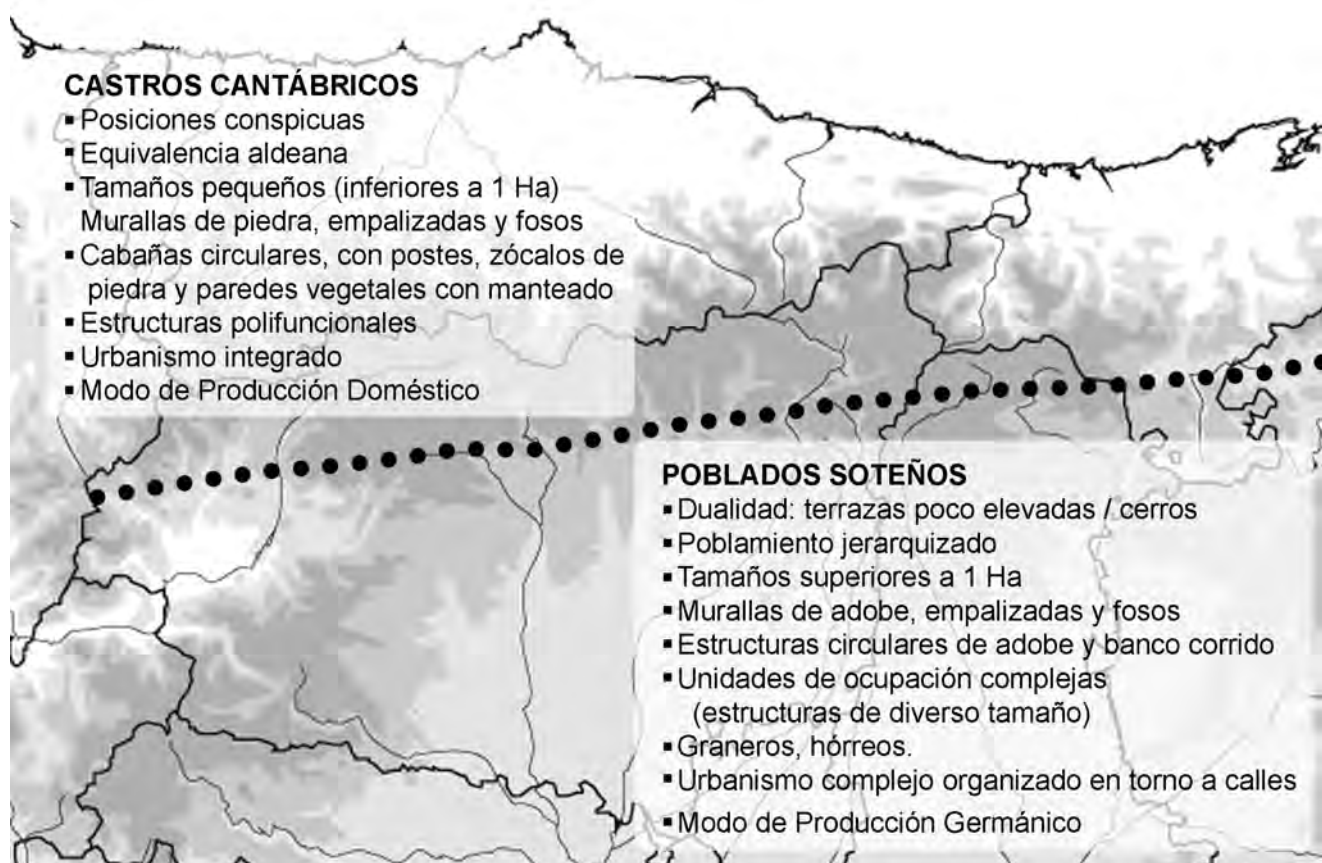 CASTROS CANTÁBRICOS
▪ Posiciones conspicuas
▪ Equivalencia aldeana
▪ Tamaños pequeños (inferiores a 1 Ha)
Murallas de piedra, empalizadas y fosos
▪ Cabañas circulares, con postes, zócalos de
piedra y paredes vegetales con manteado
▪ Estructuras polifuncionales
▪ Urbanismo integrado
▪ Modo de Producción Doméstico
POBLADOS SOTEÑOS
▪ Dualidad: terrazas poco elevadas / cerros
▪ Poblamiento jerarquizado
▪ Tamaños superiores a 1 Ha
▪ Murallas de adobe, empalizadas y fosos
▪ Estructuras circulares de adobe y banco corrido
▪ Unidades de ocupación complejas
(estructuras de diverso tamaño)
▪ Graneros, hórreos.
▪ Urbanismo complejo organizado en torno a calles
▪ Modo de Producción Germánico